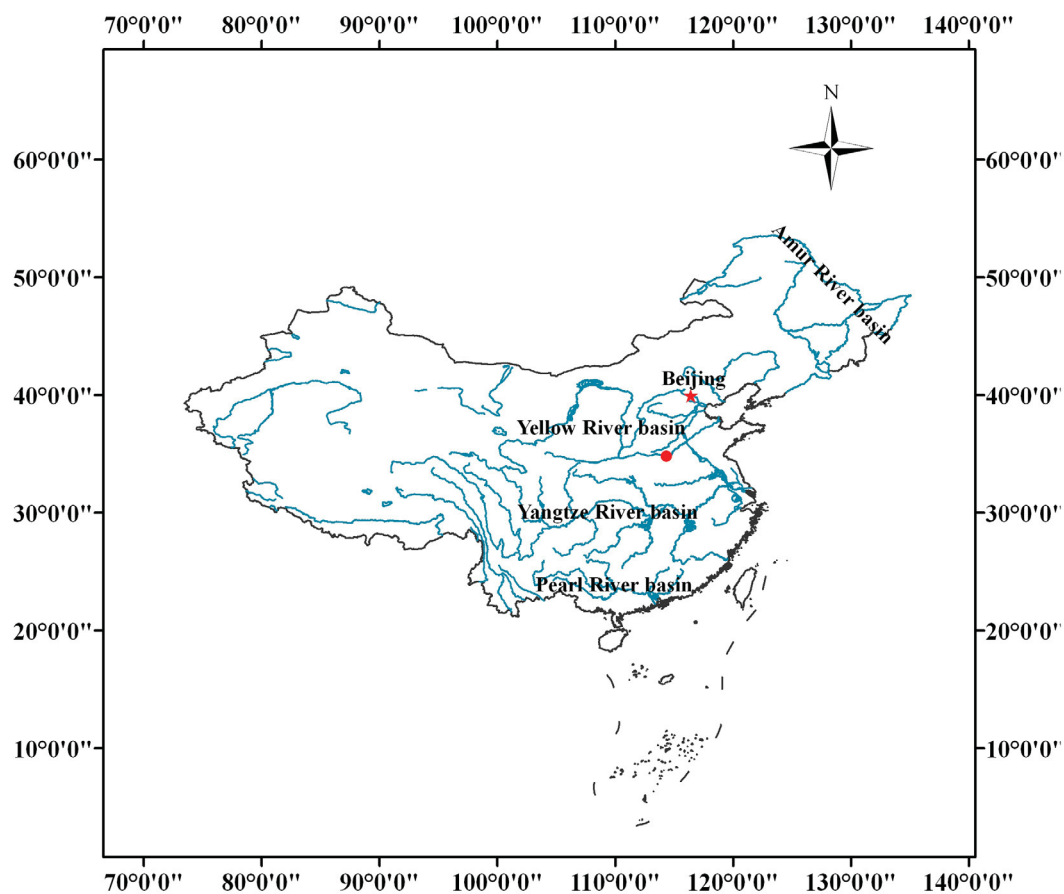 70°0'0" 80°0'0" 90°0'0" 100°0'0" 110°0'0" 120°0'0" 130°0'0" 140°0'0"
N
60°0'0" 60°0'0"
Amur River basin
50°0'0" 50°0'0"
Beijing
40°0'0" 40°0'0"
Yellow River basin
Yangtze River basin
30°0'0" 30°0'0"
Pearl River basin
20°0'0" 20°0'0"
10°0'0" 10°0'0"
70°0'0" 80°0'0" 90°0'0" 100°0'0" 110°0'0" 120°0'0" 130°0'0" 140°0'0"